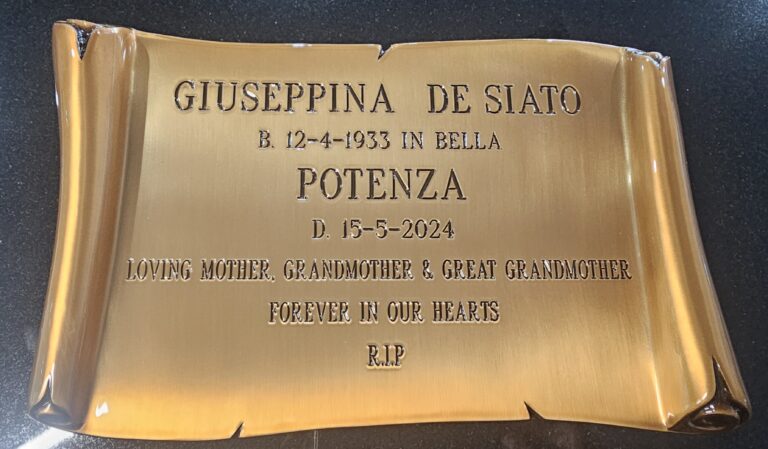 GIUSEPPINA DE SIATO
B. 12-4-1933 IN BELLA
POTENZA
D. 15-5-2024
LOVING MOTHER, GRANDMOTHER & GREAT GRANDMOTHER
FOREVER IN OUR HEARTS
R.I.P